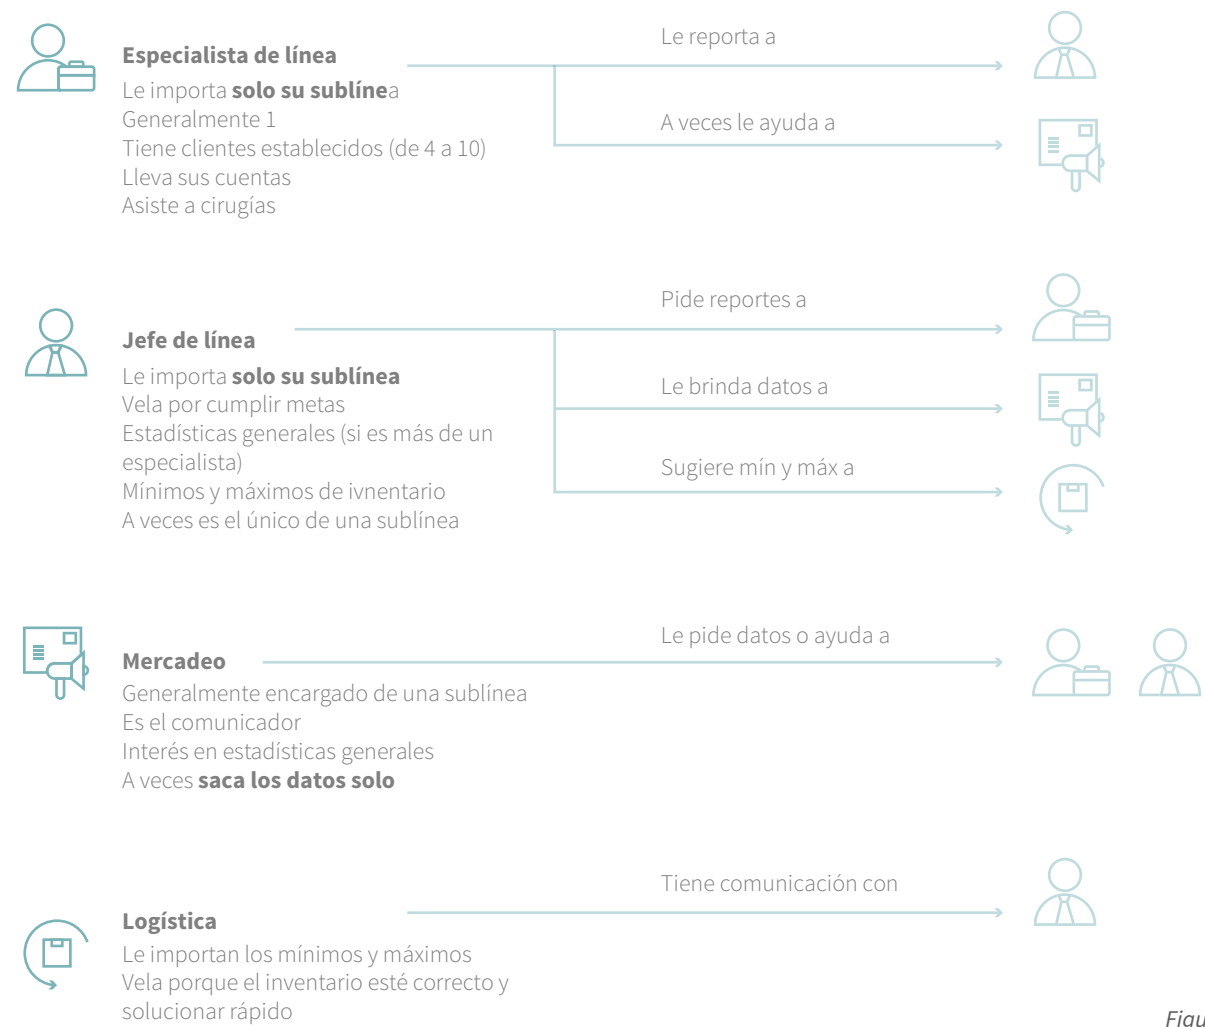 Especialista de línea
Le importa solo su sublínea
Generalmente 1
Tiene clientes establecidos (de 4 a 10)
Lleva sus cuentas
Asiste a cirugías
Le reporta a
A veces le ayuda a
Jefe de línea
Le importa solo su sublínea
Vela por cumplir metas
Estadísticas generales (si es más de un
especialista)
Mínimos y máximos de ivnentario
A veces es el único de una sublínea
Pide reportes a
Le brinda datos a
Sugiere mín y máx a
Mercadeo
Generalmente encargado de una sublínea
Es el comunicador
Interés en estadísticas generales
A veces saca los datos solo
Le pide datos o ayuda a
Logística
Le importan los mínimos y máximos
Vela porque el inventario esté correcto y
solucionar rápido
Tiene comunicación con
Figu